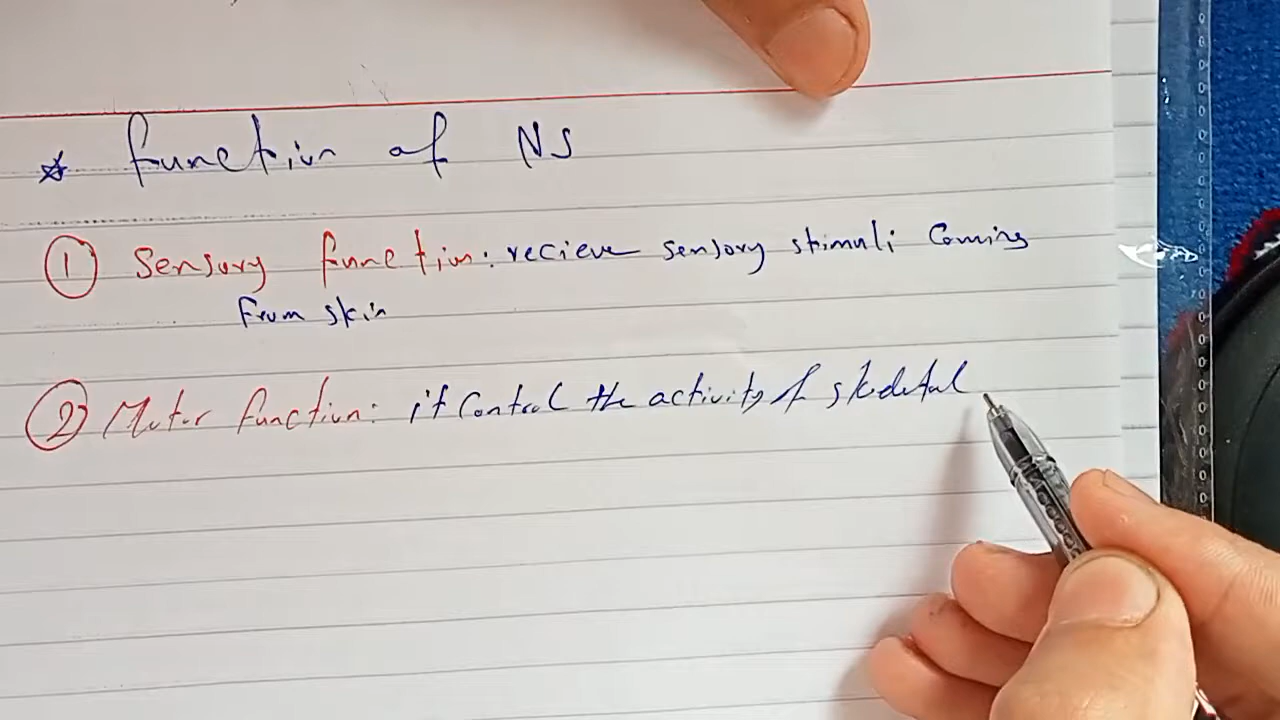 * function of NS
① Sensory function: recieve sensory stimuli Coming
From skin
② Motor function: it Control the activity of skeletal